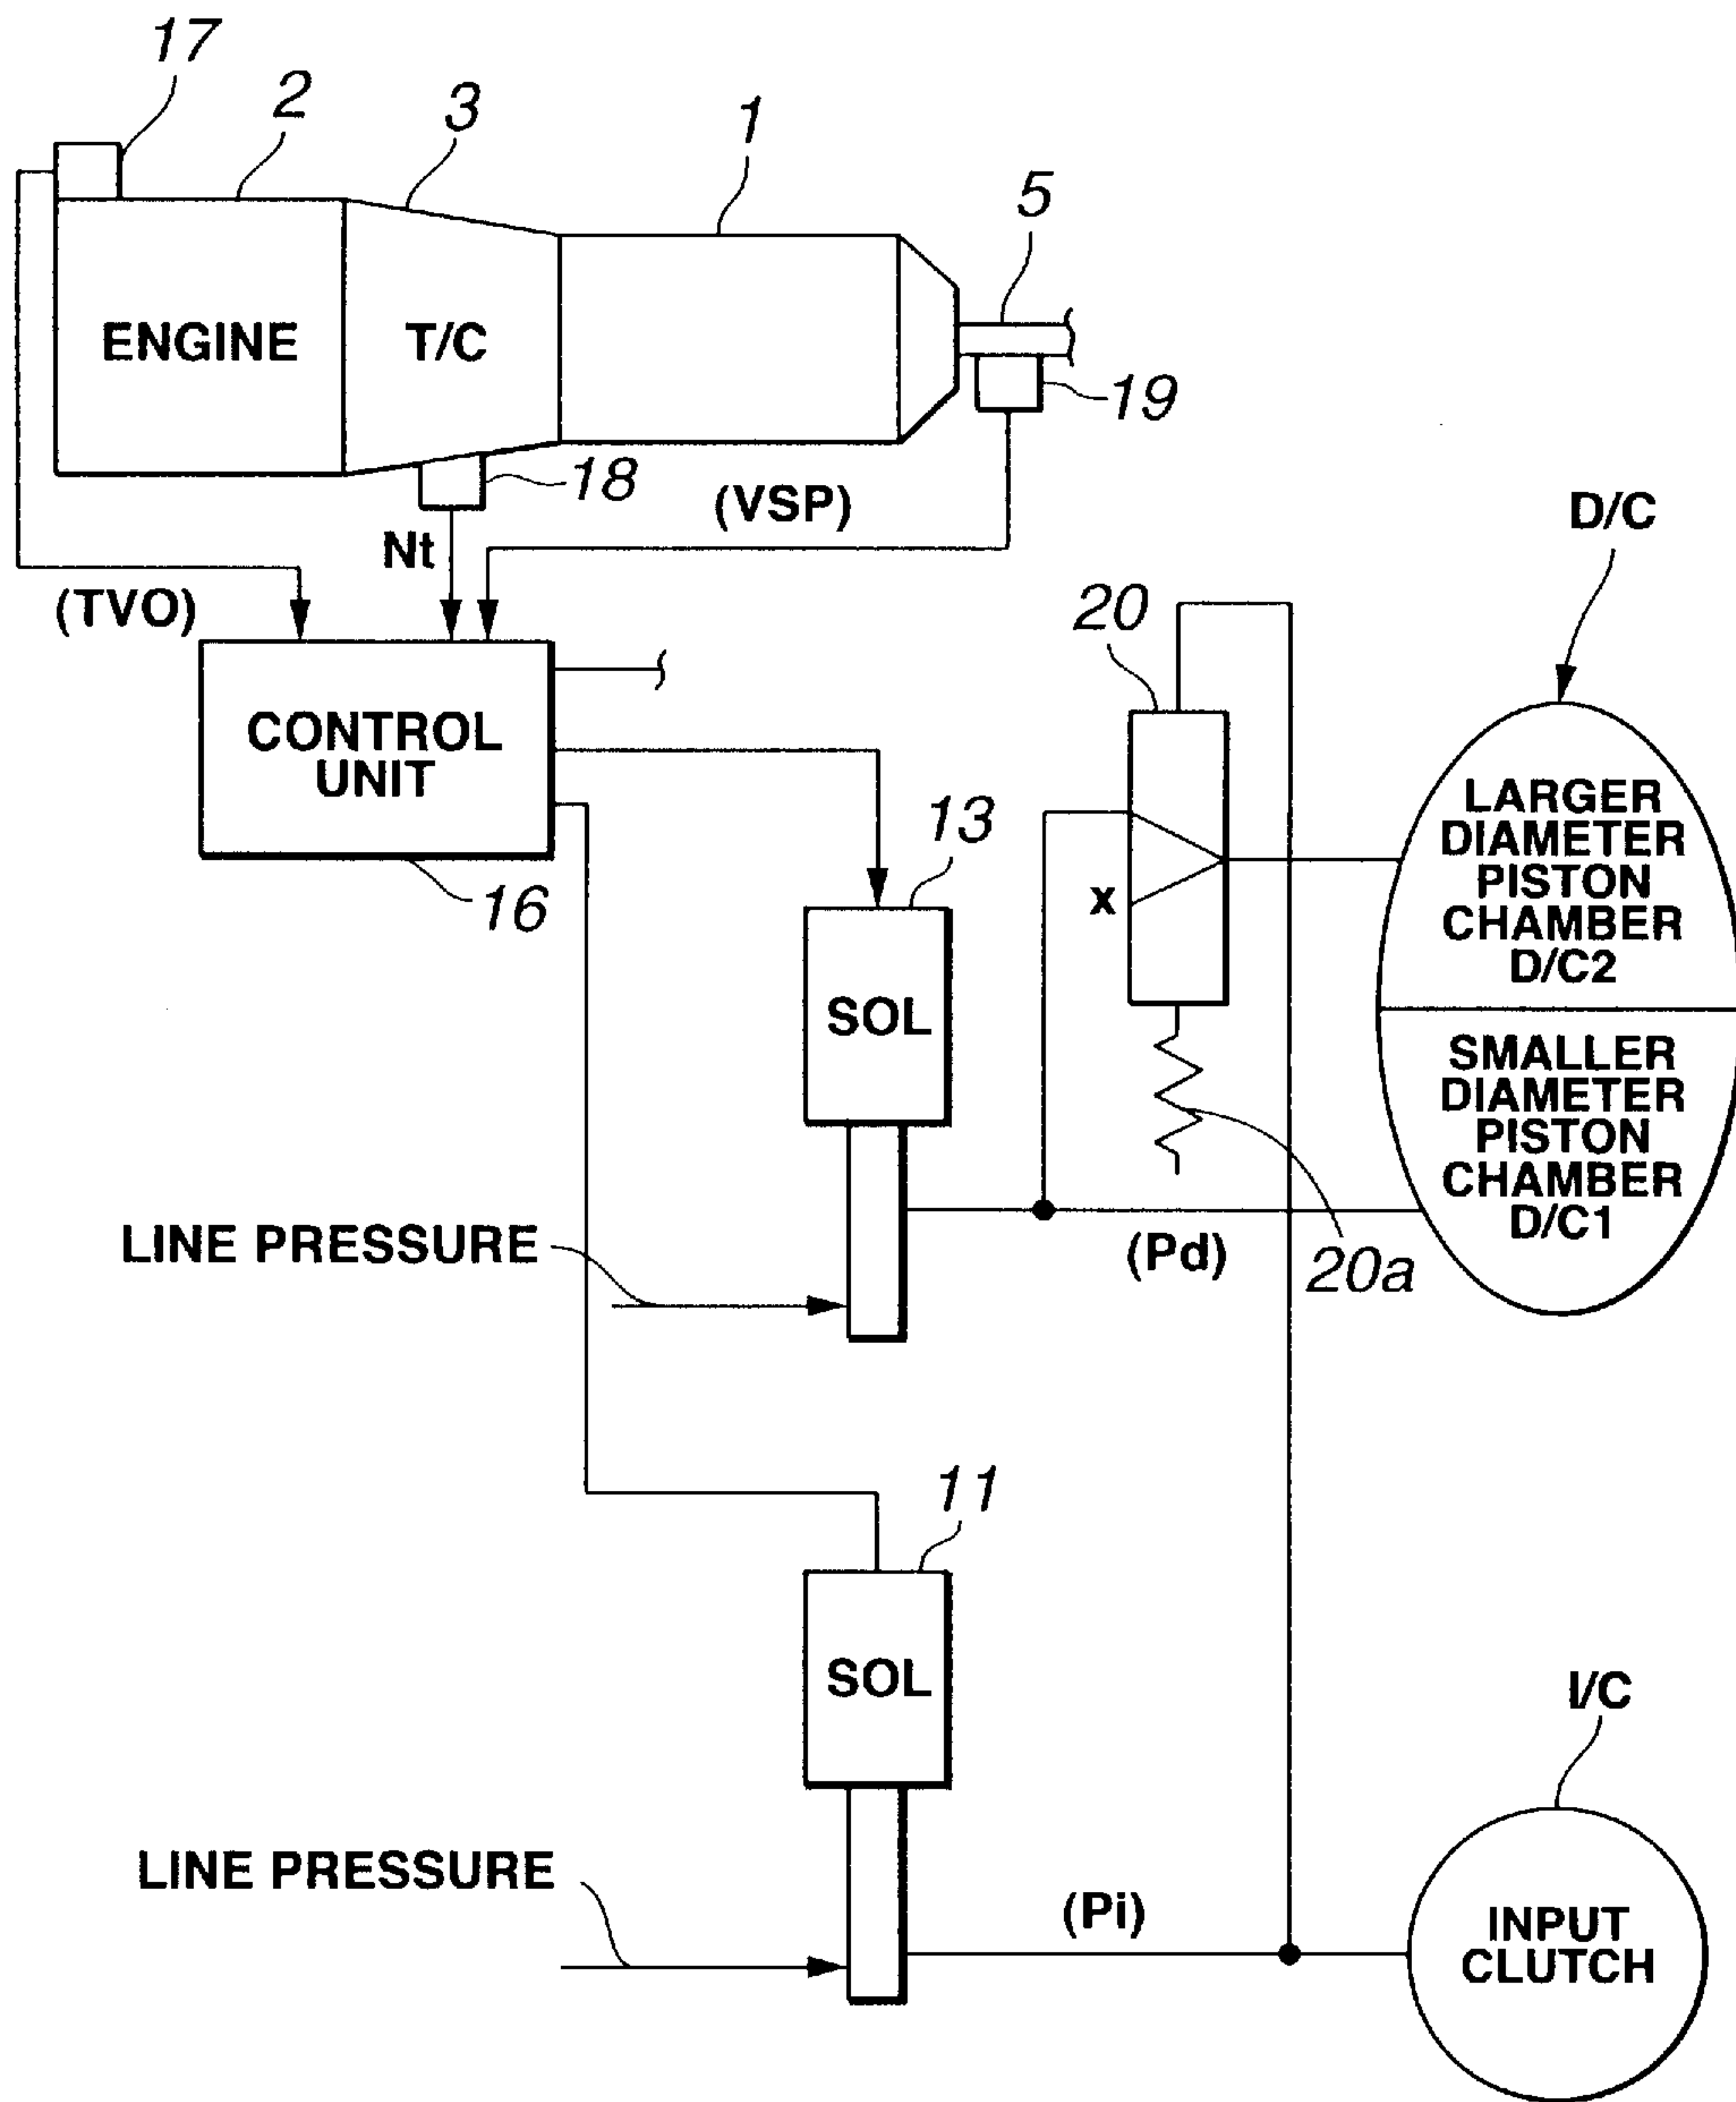 17
2
3
1
5
ENGINE
T/C
19
18
(VSP)
Nt
(TVO)
D/C
20
CONTROL
UNIT
16
13
x
LARGER
DIAMETER
PISTON
CHAMBER
D/C2
SOL
SMALLER
DIAMETER
PISTON
CHAMBER
D/C1
LINE PRESSURE
(Pd)
20a
11
SOL
I/C
LINE PRESSURE
(Pi)
INPUT
CLUTCH